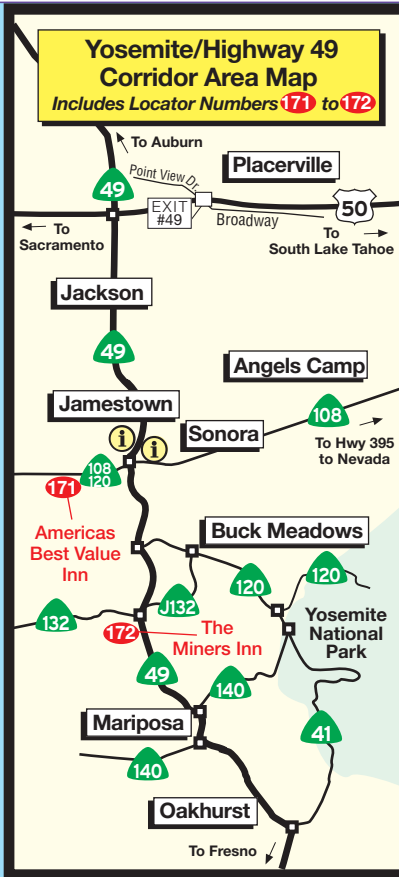 Yosemite/Highway 49
Corridor Area Map
Includes Locator Numbers 171 to 172
To Auburn
Placerville
49
Point View Dr.
EXIT
#49
Broadway
50
To
Sacramento
To
South Lake Tahoe
Jackson
49
Angels Camp
Jamestown
108
i i
Sonora
To Hwy 395
to Nevada
108
120
171
Americas
Best Value
Inn
Buck Meadows
120
120
J132
132
Yosemite
National
Park
172
The
Miners Inn
49
140
Mariposa
41
140
Oakhurst
To Fresno